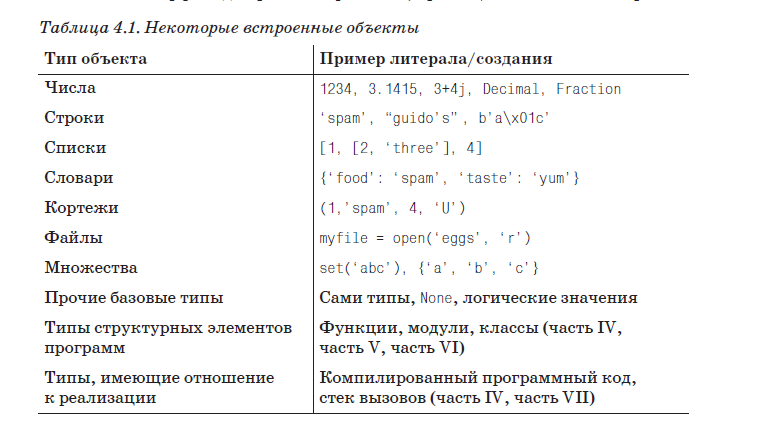 Таблица 4.1. Некоторые встроенные объекты
Тип объекта Пример литерала/создания
Числа 1234, 3.1415, 3+4j, Decimal, Fraction
Строки ‘spam’, “guido’s” , b’a\x01c’
Списки [1, [2, ‘three’], 4]
Словари {‘food’: ‘spam’, ‘taste’: ‘yum’}
Кортежи (1,’spam’, 4, ‘U’)
Файлы myfile = open(‘eggs’, ‘r’)
Множества set(‘abc’), {‘a’, ‘b’, ‘c’}
Прочие базовые типы Сами типы, None, логические значения
Типы структурных элементов Функции, модули, классы (часть IV,
программ часть V, часть VI)
Типы, имеющие отношение Компилированный программный код,
к реализации стек вызовов (часть IV, часть VII)